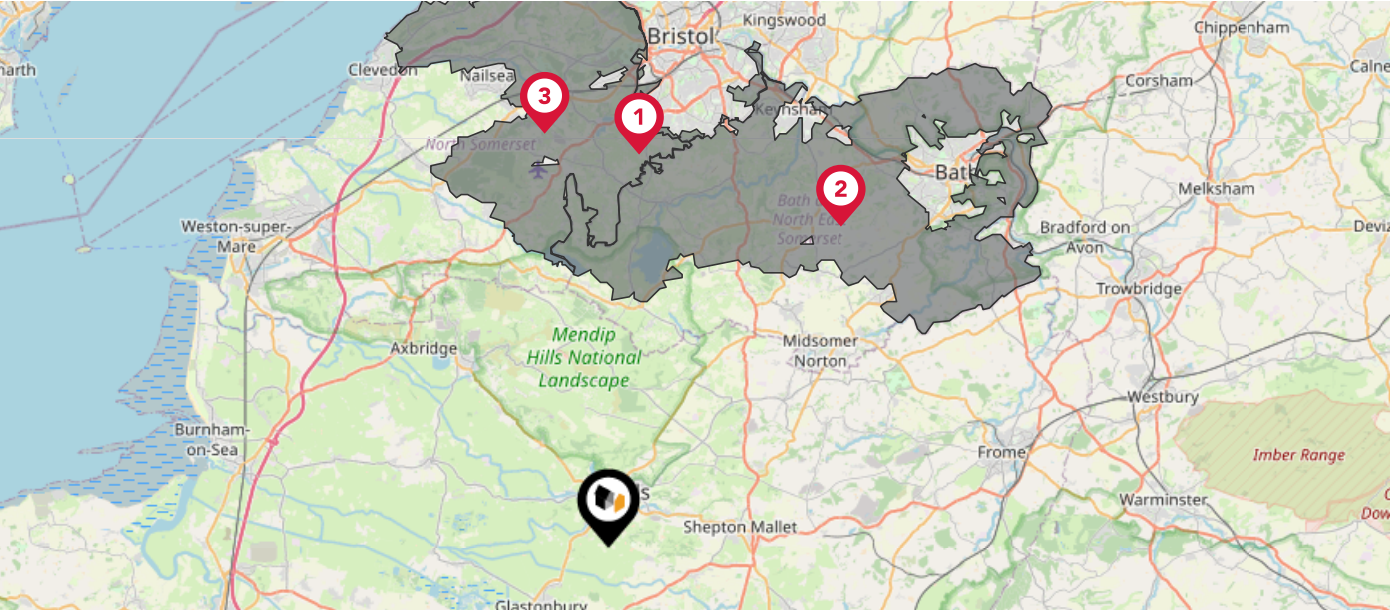 Kingswood
Bristol
Chippenham
Clevedon
Nailsea
Corsham
Calne
3
1
Keynsham
North Somerset
Bath
2
Melksham
Bath
North East
Somerset
Weston-super-
Mare
Bradford on
Avon
Deviz
Trowbridge
Mendip
Hills National
Landscape
Axbridge
Midsomer
Norton
Westbury
Burnham-
on-Sea
Frome
Imber Range
ls
Warminster
Shepton Mallet
Dow
Glastonbury